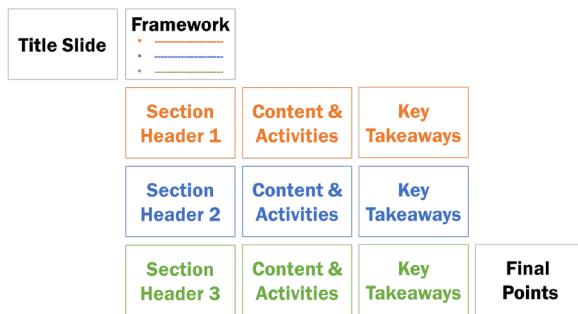 Title Slide
Framework
Section
Header 1
Content &
Activities
Key
Takeaways
Section
Header 2
Content &
Activities
Key
Takeaways
Section
Header 3
Content &
Activities
Key
Takeaways
Final
Points